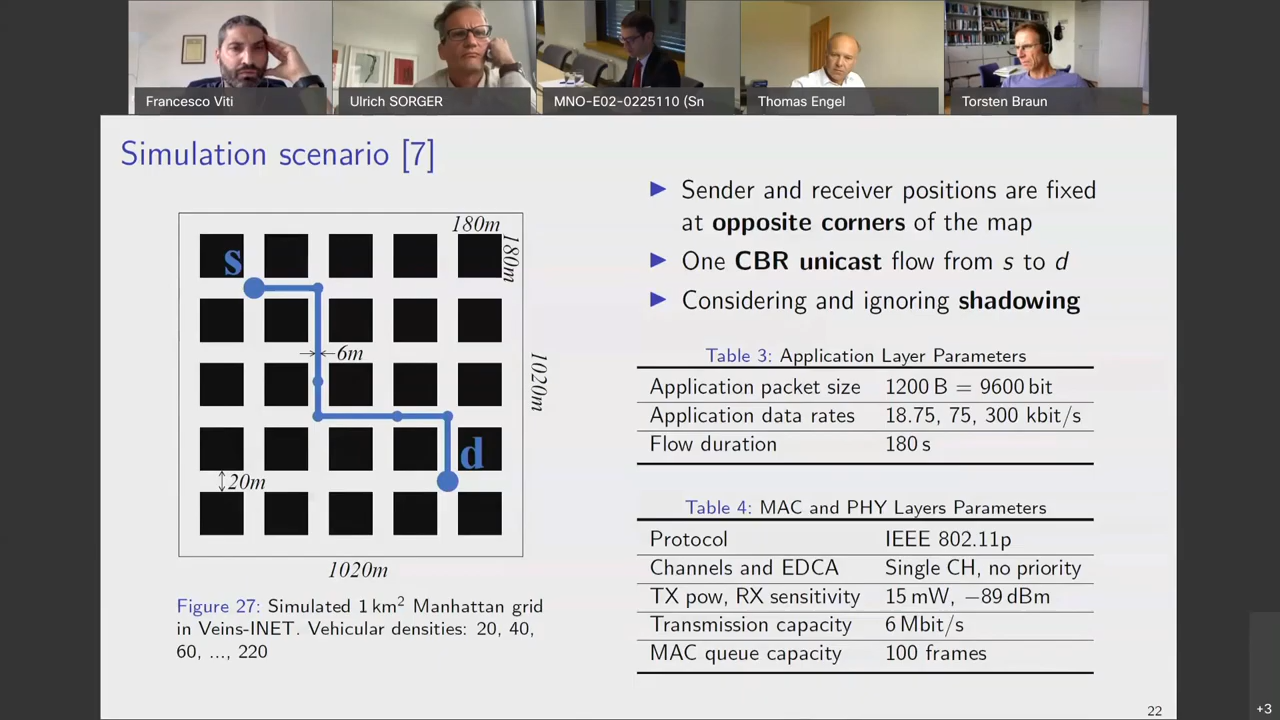 Francesco Viti
Ulrich SORGER
MNO-E02-0225110 (Sn
Thomas Engel
Torsten Braun
Simulation scenario [7]
180m
180m
s
6m
1020m
d
20m
1020m
Figure 27: Simulated 1 km² Manhattan grid
in Veins-INET. Vehicular densities: 20, 40,
60, ..., 220
▶ Sender and receiver positions are fixed
at opposite corners of the map
▶ One CBR unicast flow from s to d
▶ Considering and ignoring shadowing
Table 3: Application Layer Parameters
Application packet size 1200 B = 9600 bit
Application data rates 18.75, 75, 300 kbit/s
Flow duration 180 s
Table 4: MAC and PHY Layers Parameters
Protocol IEEE 802.11p
Channels and EDCA Single CH, no priority
TX pow, RX sensitivity 15 mW, −89 dBm
Transmission capacity 6 Mbit/s
MAC queue capacity 100 frames
22
+3